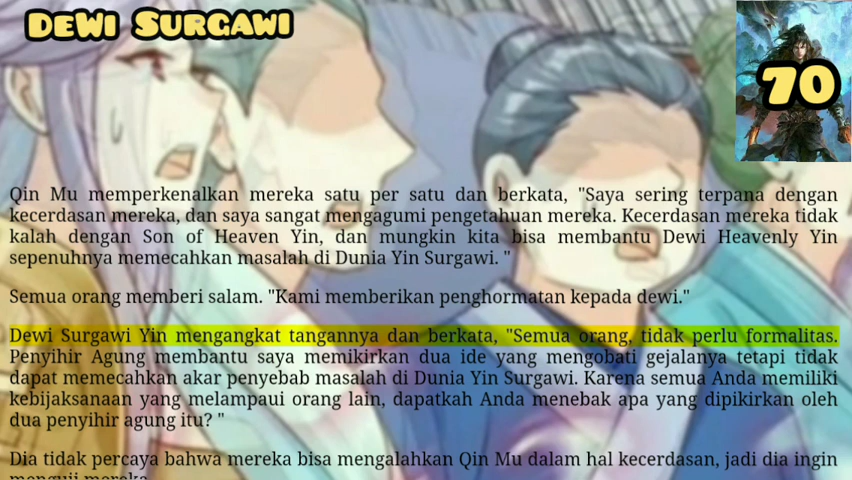 DEWI SURGAWI
70
Qin Mu memperkenalkan mereka satu per satu dan berkata, "Saya sering terpana dengan
kecerdasan mereka, dan saya sangat mengagumi pengetahuan mereka. Kecerdasan mereka tidak
kalah dengan Son of Heaven Yin, dan mungkin kita bisa membantu Dewi Heavenly Yin
sepenuhnya memecahkan masalah di Dunia Yin Surgawi. "
Semua orang memberi salam. "Kami memberikan penghormatan kepada dewi."
Dewi Surgawi Yin mengangkat tangannya dan berkata, "Semua orang, tidak perlu formalitas.
Penyihir Agung membantu saya memikirkan dua ide yang mengobati gejalanya tetapi tidak
dapat memecahkan akar penyebab masalah di Dunia Yin Surgawi. Karena semua Anda memiliki
kebijaksanaan yang melampaui orang lain, dapatkah Anda menebak apa yang dipikirkan oleh
dua penyihir agung itu? "
Dia tidak percaya bahwa mereka bisa mengalahkan Qin Mu dalam hal kecerdasan, jadi dia ingin